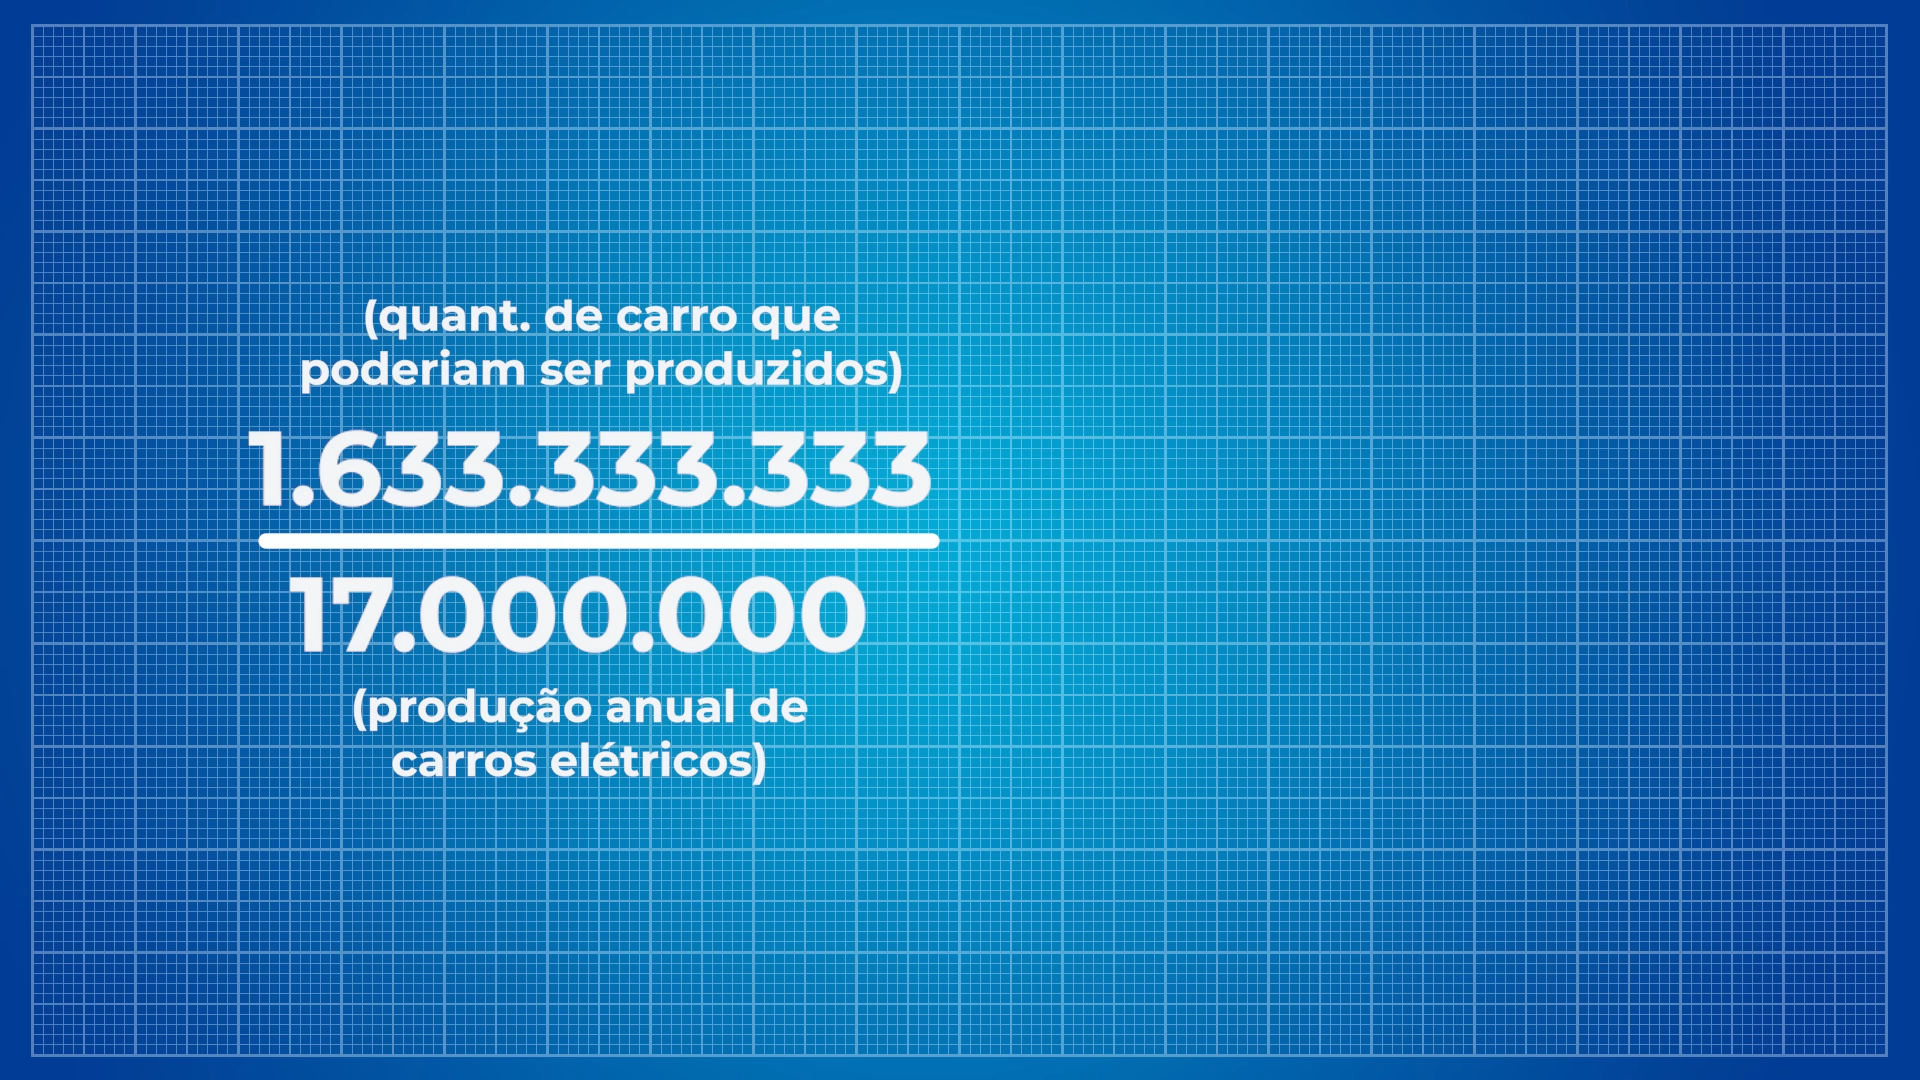 (quant. de carro que
poderiam ser produzidos)
1.633.333.333
17.000.000
(produção anual de
carros elétricos)